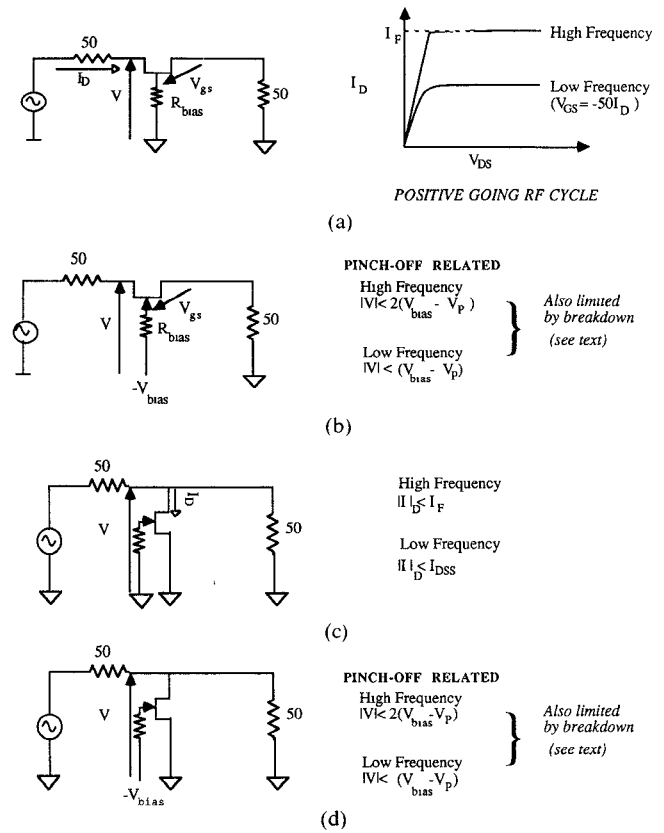 50
I_D
V
V_gs
R_bias
50
I_F
High Frequency
I_D
Low Frequency
(V_GS = -50I_D )
V_DS
POSITIVE GOING RF CYCLE
(a)
50
V
V_gs
R_bias
50
-V_bias
PINCH-OFF RELATED
High Frequency
|V|< 2(V_bias - V_P )
Low Frequency
|V|< (V_bias - V_P)
}
Also limited
by breakdown
(see text)
(b)
50
I_D
V
50
High Frequency
|I_D|< I_F
Low Frequency
|I_D|< I_DSS
(c)
50
V
50
-V_bias
PINCH-OFF RELATED
High Frequency
|V|< 2(V_bias-V_P)
Low Frequency
|V|< (V_bias-V_P)
}
Also limited
by breakdown
(see text)
(d)